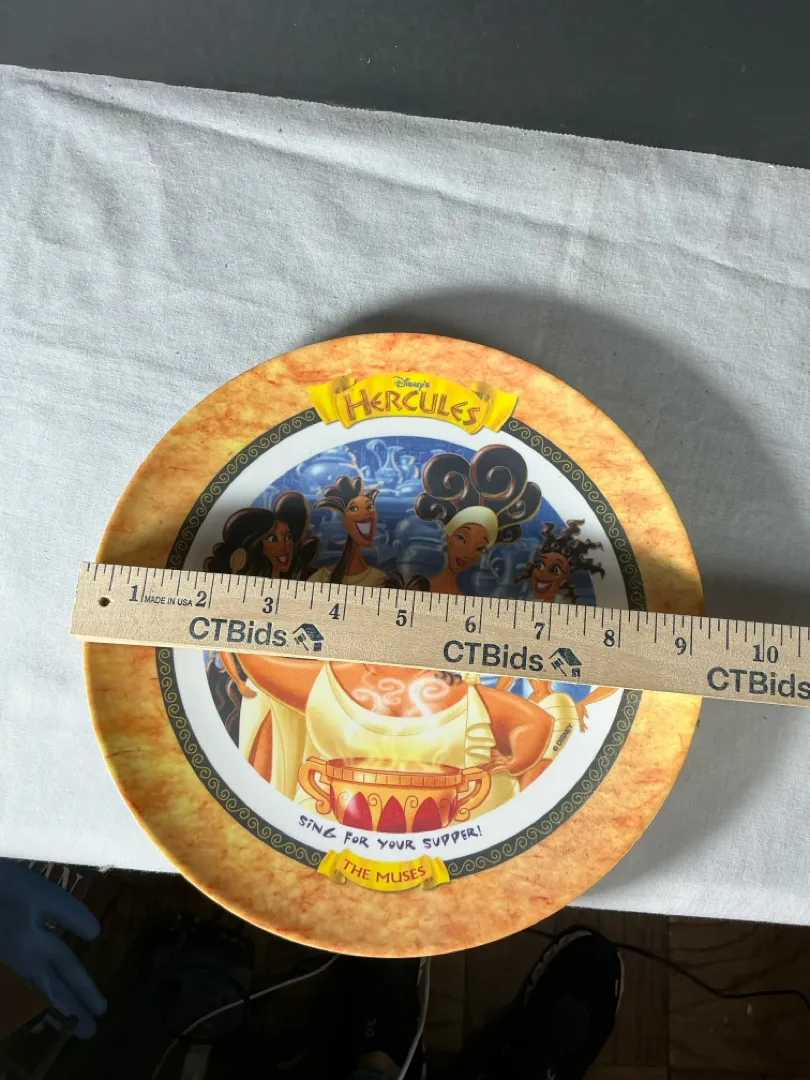 DISNEY'S
HERCULES
1 MADE IN USA 2 3 4 5 6 7 8 9 10
CTBids CTBids CTBids
© DISNEY
SING FOR YOUR SUPPER!
THE MUSES